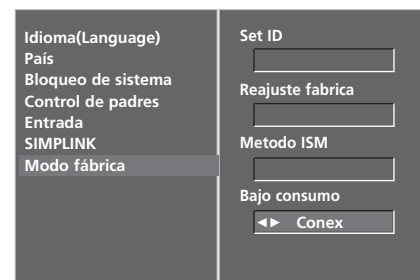 Idioma(Language)
País
Bloqueo de sistema
Control de padres
Entrada
SIMPLINK
Modo fábrica
Set ID
Reajuste fabrica
Metodo ISM
Bajo consumo
◄► Conex